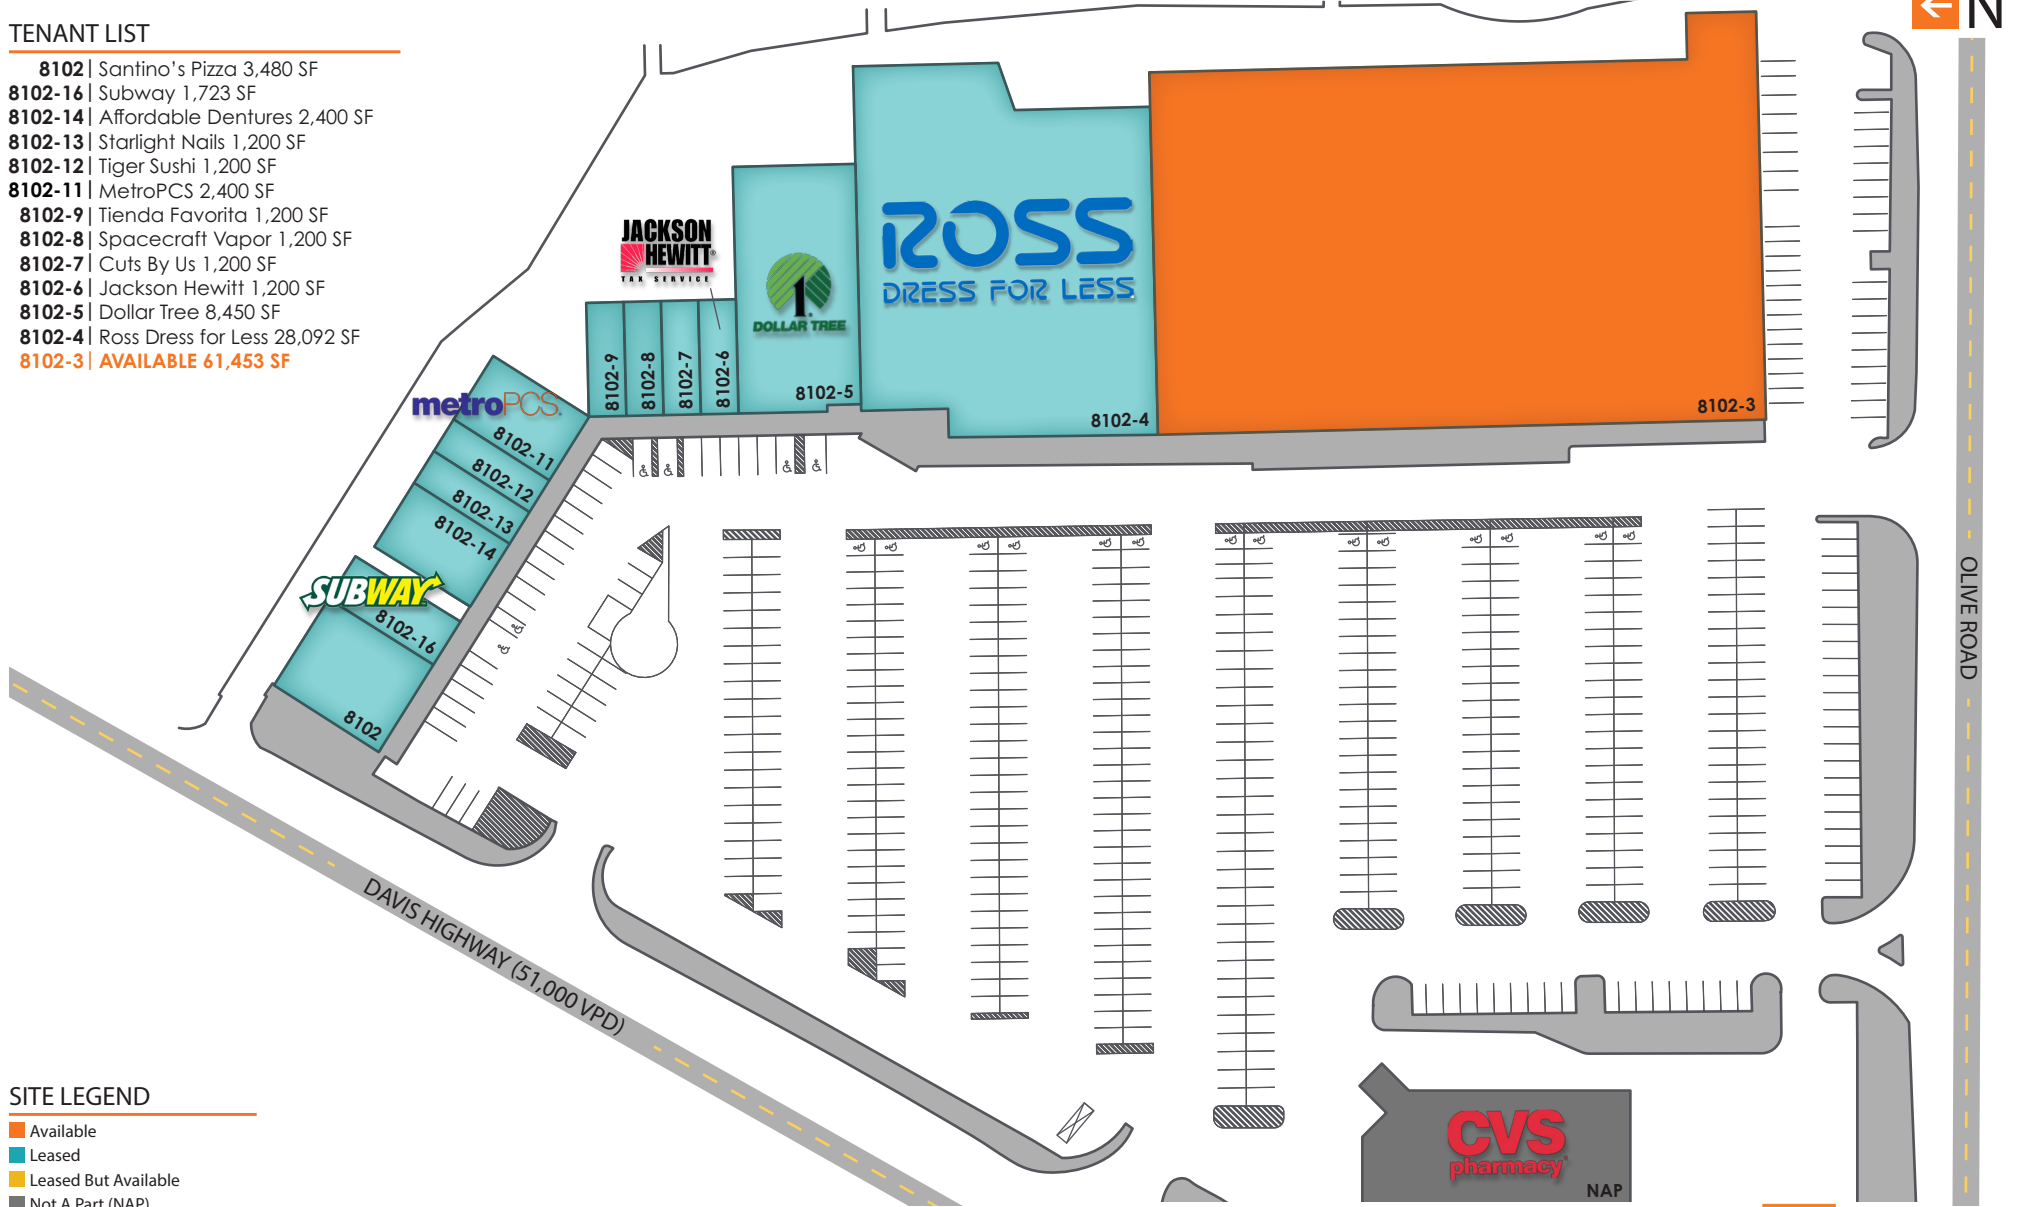 N
TENANT LIST
8102 | Santino's Pizza 3,480 SF
8102-16 | Subway 1,723 SF
8102-14 | Affordable Dentures 2,400 SF
8102-13 | Starlight Nails 1,200 SF
8102-12 | Tiger Sushi 1,200 SF
8102-11 | MetroPCS 2,400 SF
8102-9 | Tienda Favorita 1,200 SF
8102-8 | Spacecraft Vapor 1,200 SF
8102-7 | Cuts By Us 1,200 SF
8102-6 | Jackson Hewitt 1,200 SF
8102-5 | Dollar Tree 8,450 SF
8102-4 | Ross Dress for Less 28,092 SF
8102-3 | AVAILABLE 61,453 SF
JACKSON
HEWITT®
TAX SERVICE
1
DOLLAR TREE
ROSS
DRESS FOR LESS
8102-9
8102-8
8102-7
8102-6
8102-5
8102-4
8102-3
metroPCS.
8102-11
8102-12
8102-13
8102-14
SUBWAY
8102-16
8102
OLIVE ROAD
DAVIS HIGHWAY (51,000 VPD)
CVS
pharmacy
NAP
SITE LEGEND
Available
Leased
Leased But Available
Not A Part (NAP)